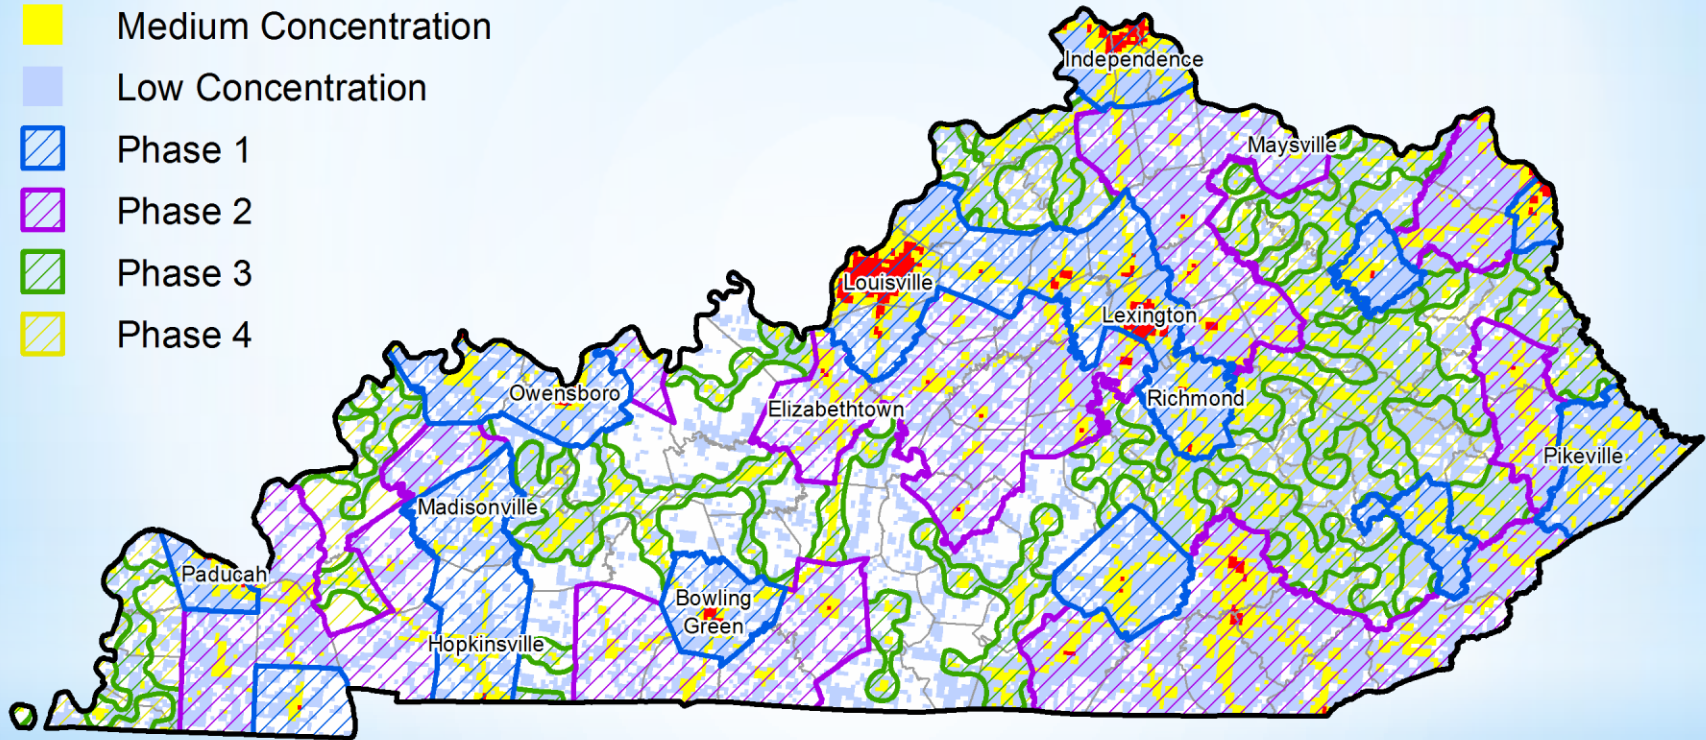 Medium Concentration
Low Concentration
Phase 1
Phase 2
Phase 3
Phase 4
Independence
Maysville
Louisville
Lexington
Owensboro
Richmond
Elizabethtown
Pikeville
Madisonville
Paducah
Bowling
Green
Hopkinsville